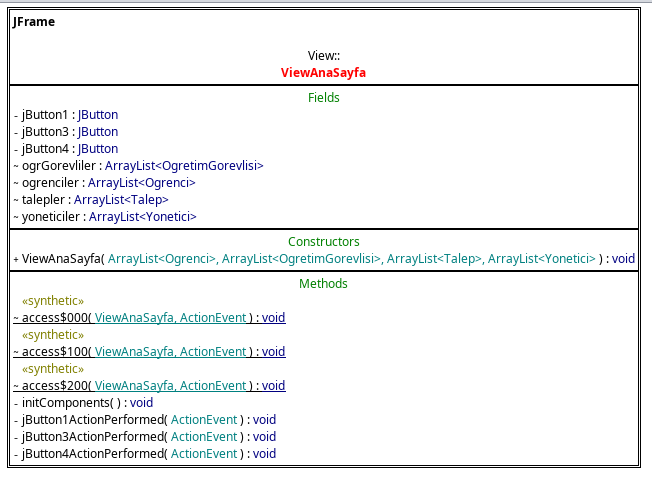 JFrame
View::
ViewAnaSayfa
Fields
- jButton1 : JButton
- jButton3 : JButton
- jButton4 : JButton
~ ogrGorevliler : ArrayList<OgretimGorevlisi>
~ ogrenciler : ArrayList<Ogrenci>
~ talepler : ArrayList<Talep>
~ yoneticiler : ArrayList<Yonetici>
Constructors
+ ViewAnaSayfa( ArrayList<Ogrenci>, ArrayList<OgretimGorevlisi>, ArrayList<Talep>, ArrayList<Yonetici> ) : void
Methods
«synthetic»
~ access$000( ViewAnaSayfa, ActionEvent ) : void
«synthetic»
~ access$100( ViewAnaSayfa, ActionEvent ) : void
«synthetic»
~ access$200( ViewAnaSayfa, ActionEvent ) : void
- initComponents( ) : void
- jButton1ActionPerformed( ActionEvent ) : void
- jButton3ActionPerformed( ActionEvent ) : void
- jButton4ActionPerformed( ActionEvent ) : void